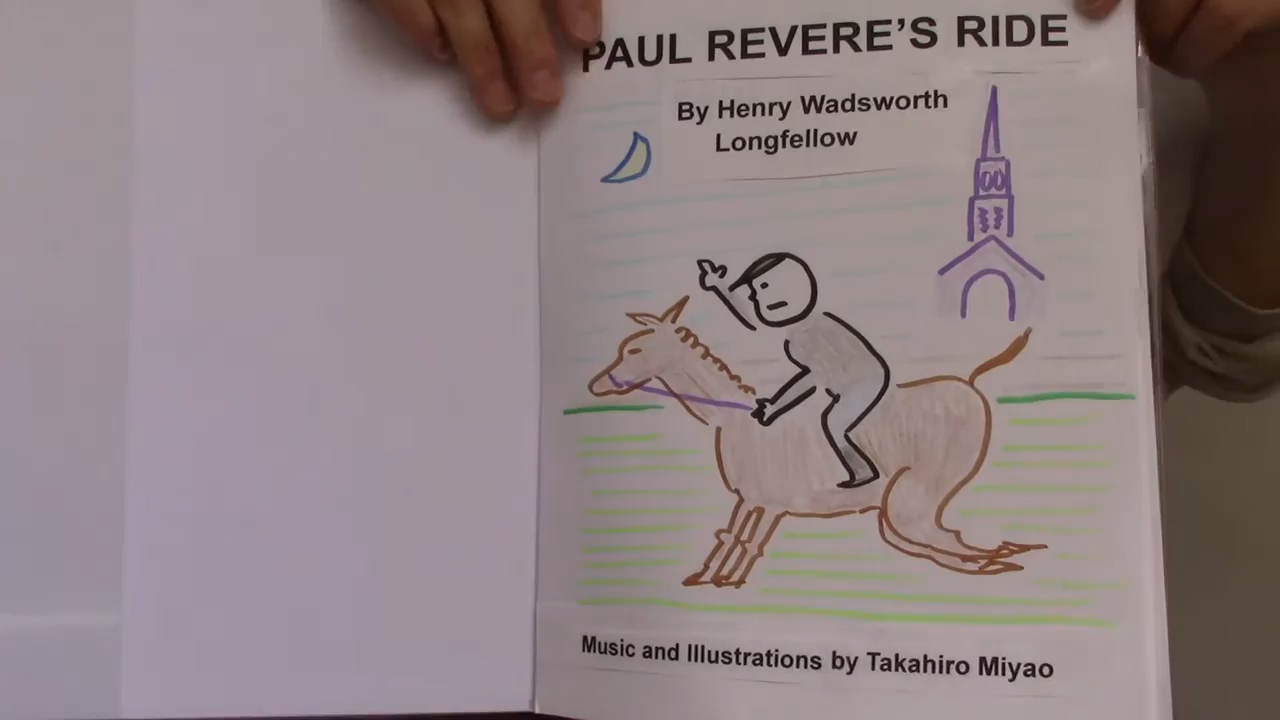 PAUL REVERE'S RIDE
By Henry Wadsworth
Longfellow
Music and Illustrations by Takahiro Miyao